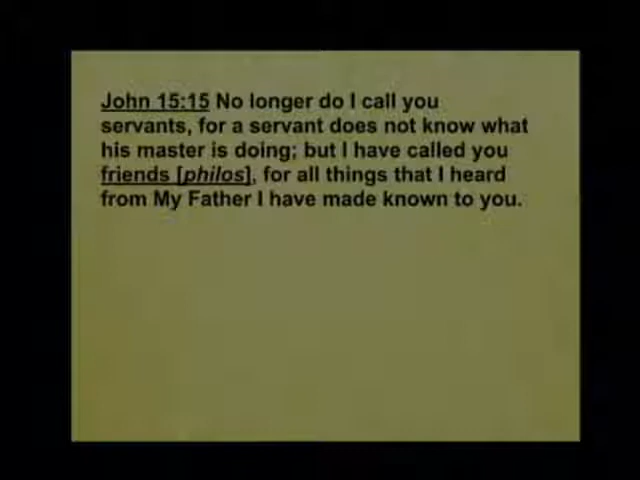 John 15:15 No longer do I call you
servants, for a servant does not know what
his master is doing; but I have called you
friends [philos], for all things that I heard
from My Father I have made known to you.